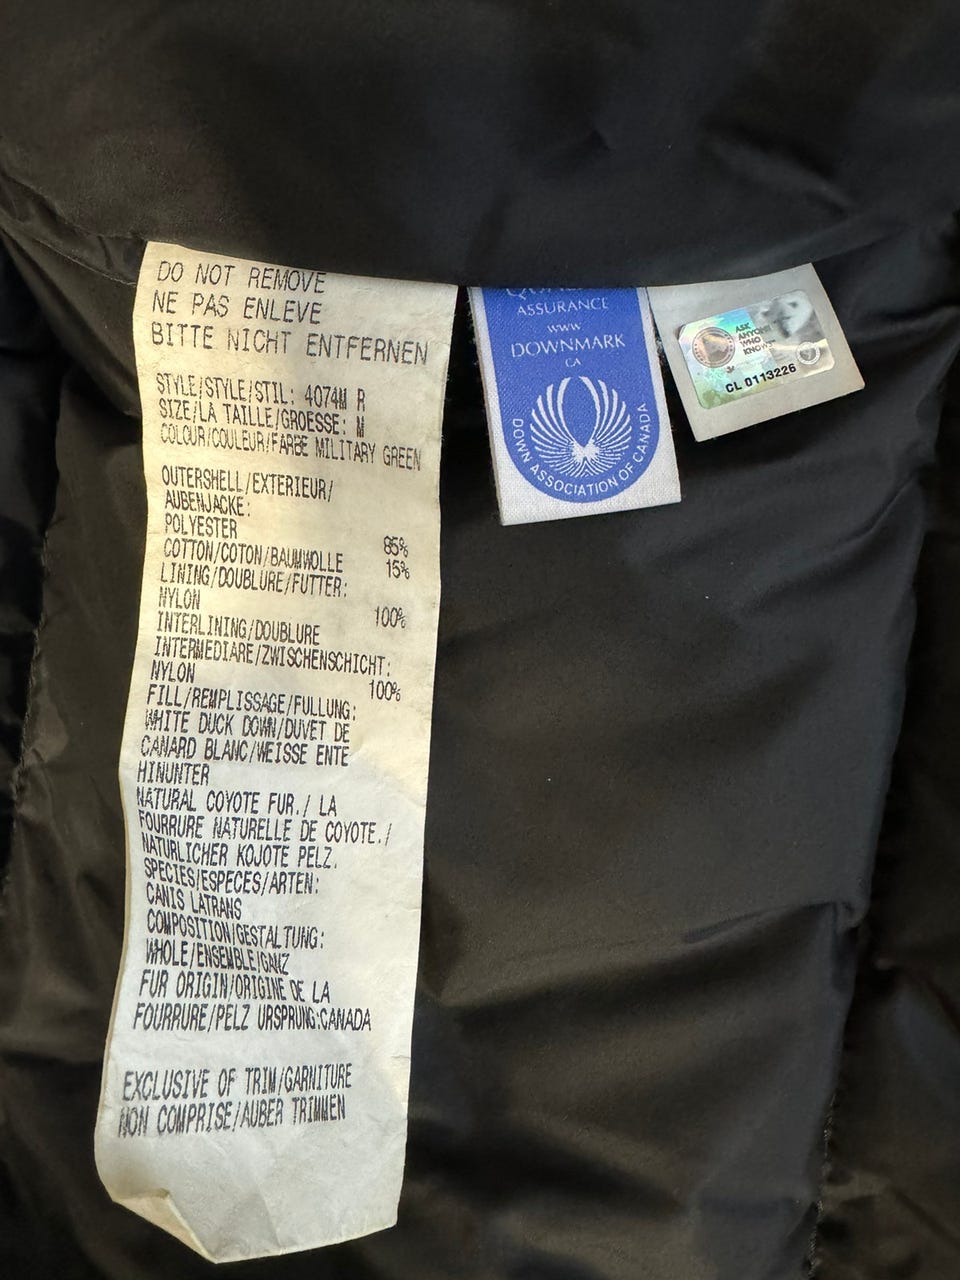 DO NOT REMOVE
NE PAS ENLEVE
BITTE NICHT ENTFERNEN
STYLE/STYLE/STIL: 4074M R
SIZE/LA TAILLE/GROESSE: M
COLOUR/COULEUR/FARBE MILITARY GREEN
OUTERSHELL/EXTERIEUR/
AUBENJACKE:
POLYESTER 85%
COTTON/COTON/BAUMWOLLE 15%
LINING/DOUBLURE/FUTTER:
NYLON 100%
INTERLINING/DOUBLURE
INTERMEDIARE/ZWISCHENSCHICHT:
NYLON 100%
FILL/REMPLISSAGE/FULLUNG:
WHITE DUCK DOWN/DUVET DE
CANARD BLANC/WEISSE ENTE
HINUNTER
NATURAL COYOTE FUR./ LA
FOURRURE NATURELLE DE COYOTE./
NATURLICHER KOJOTE PELZ.
SPECIES/ESPECES/ARTEN:
CANIS LATRANS
COMPOSITION/GESTALTUNG:
WHOLE/ENSEMBLE/GANZ
FUR ORIGIN/ORIGINE DE LA
FOURRURE/PELZ URSPRUNG:CANADA
EXCLUSIVE OF TRIM/GARNITURE
NON COMPRISE/AUBER TRIMMEN
ASSURANCE
www
DOWNMARK
CA
DOWN ASSOCIATION OF CANADA
ASK
ANYONE
WHO
KNOWS
CL 0113226